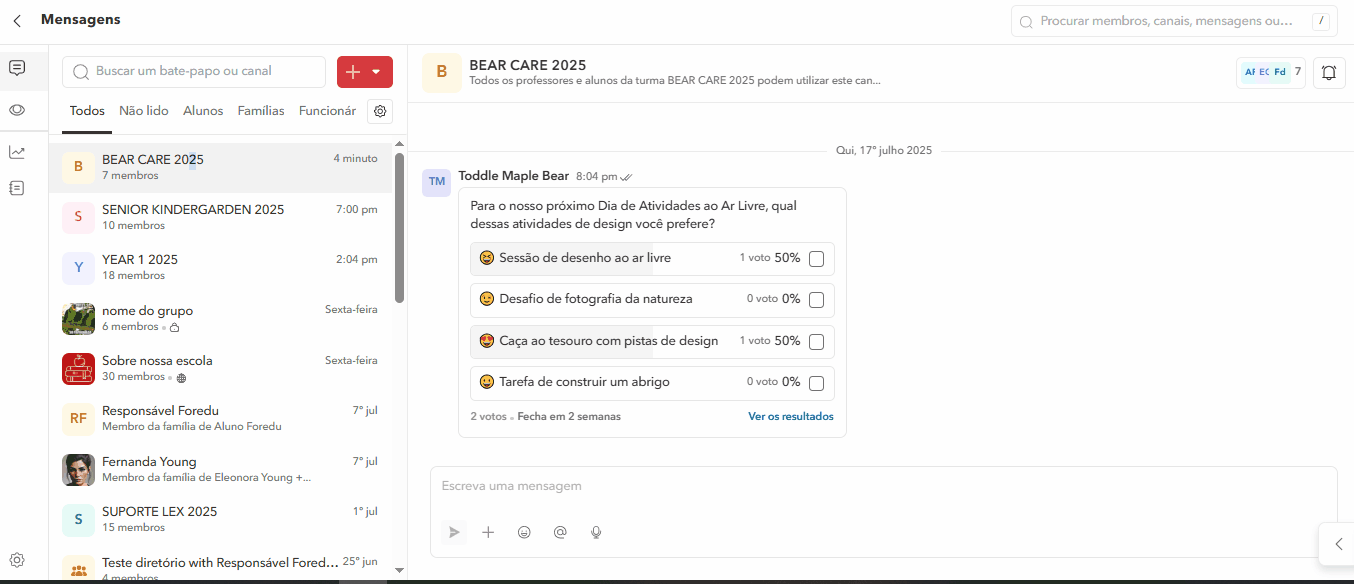 Mensagens
Procurar membros, canais, mensagens ou... /
Buscar um bate-papo ou canal
Todos Não lido Alunos Famílias Funcionár
B BEAR CARE 2025 4 minuto
7 membros
S SENIOR KINDERGARDEN 2025 7:00 pm
10 membros
Y YEAR 1 2025 2:04 pm
18 membros
nome do grupo Sexta-feira
6 membros
Sobre nossa escola Sexta-feira
30 membros
RF Responsável Foredu 7º jul
Membro da família de Aluno Foredu
Fernanda Young 7º jul
Membro da família de Eleonora Young +...
S SUPORTE LEX 2025 1º jul
15 membros
Teste diretório with Responsável Fored... 25º jun
4 membros
B BEAR CARE 2025
Todos os professores e alunos da turma BEAR CARE 2025 podem utilizar este can...
Fd 7
Qui, 17º julho 2025
TM Toddle Maple Bear 8:04 pm
Para o nosso próximo Dia de Atividades ao Ar Livre, qual
dessas atividades de design você prefere?
Sessão de desenho ao ar livre 1 voto 50%
Desafio de fotografia da natureza 0 voto 0%
Caça ao tesouro com pistas de design 1 voto 50%
Tarefa de construir um abrigo 0 voto 0%
2 votos Fecha em 2 semanas Ver os resultados
Escreva uma mensagem